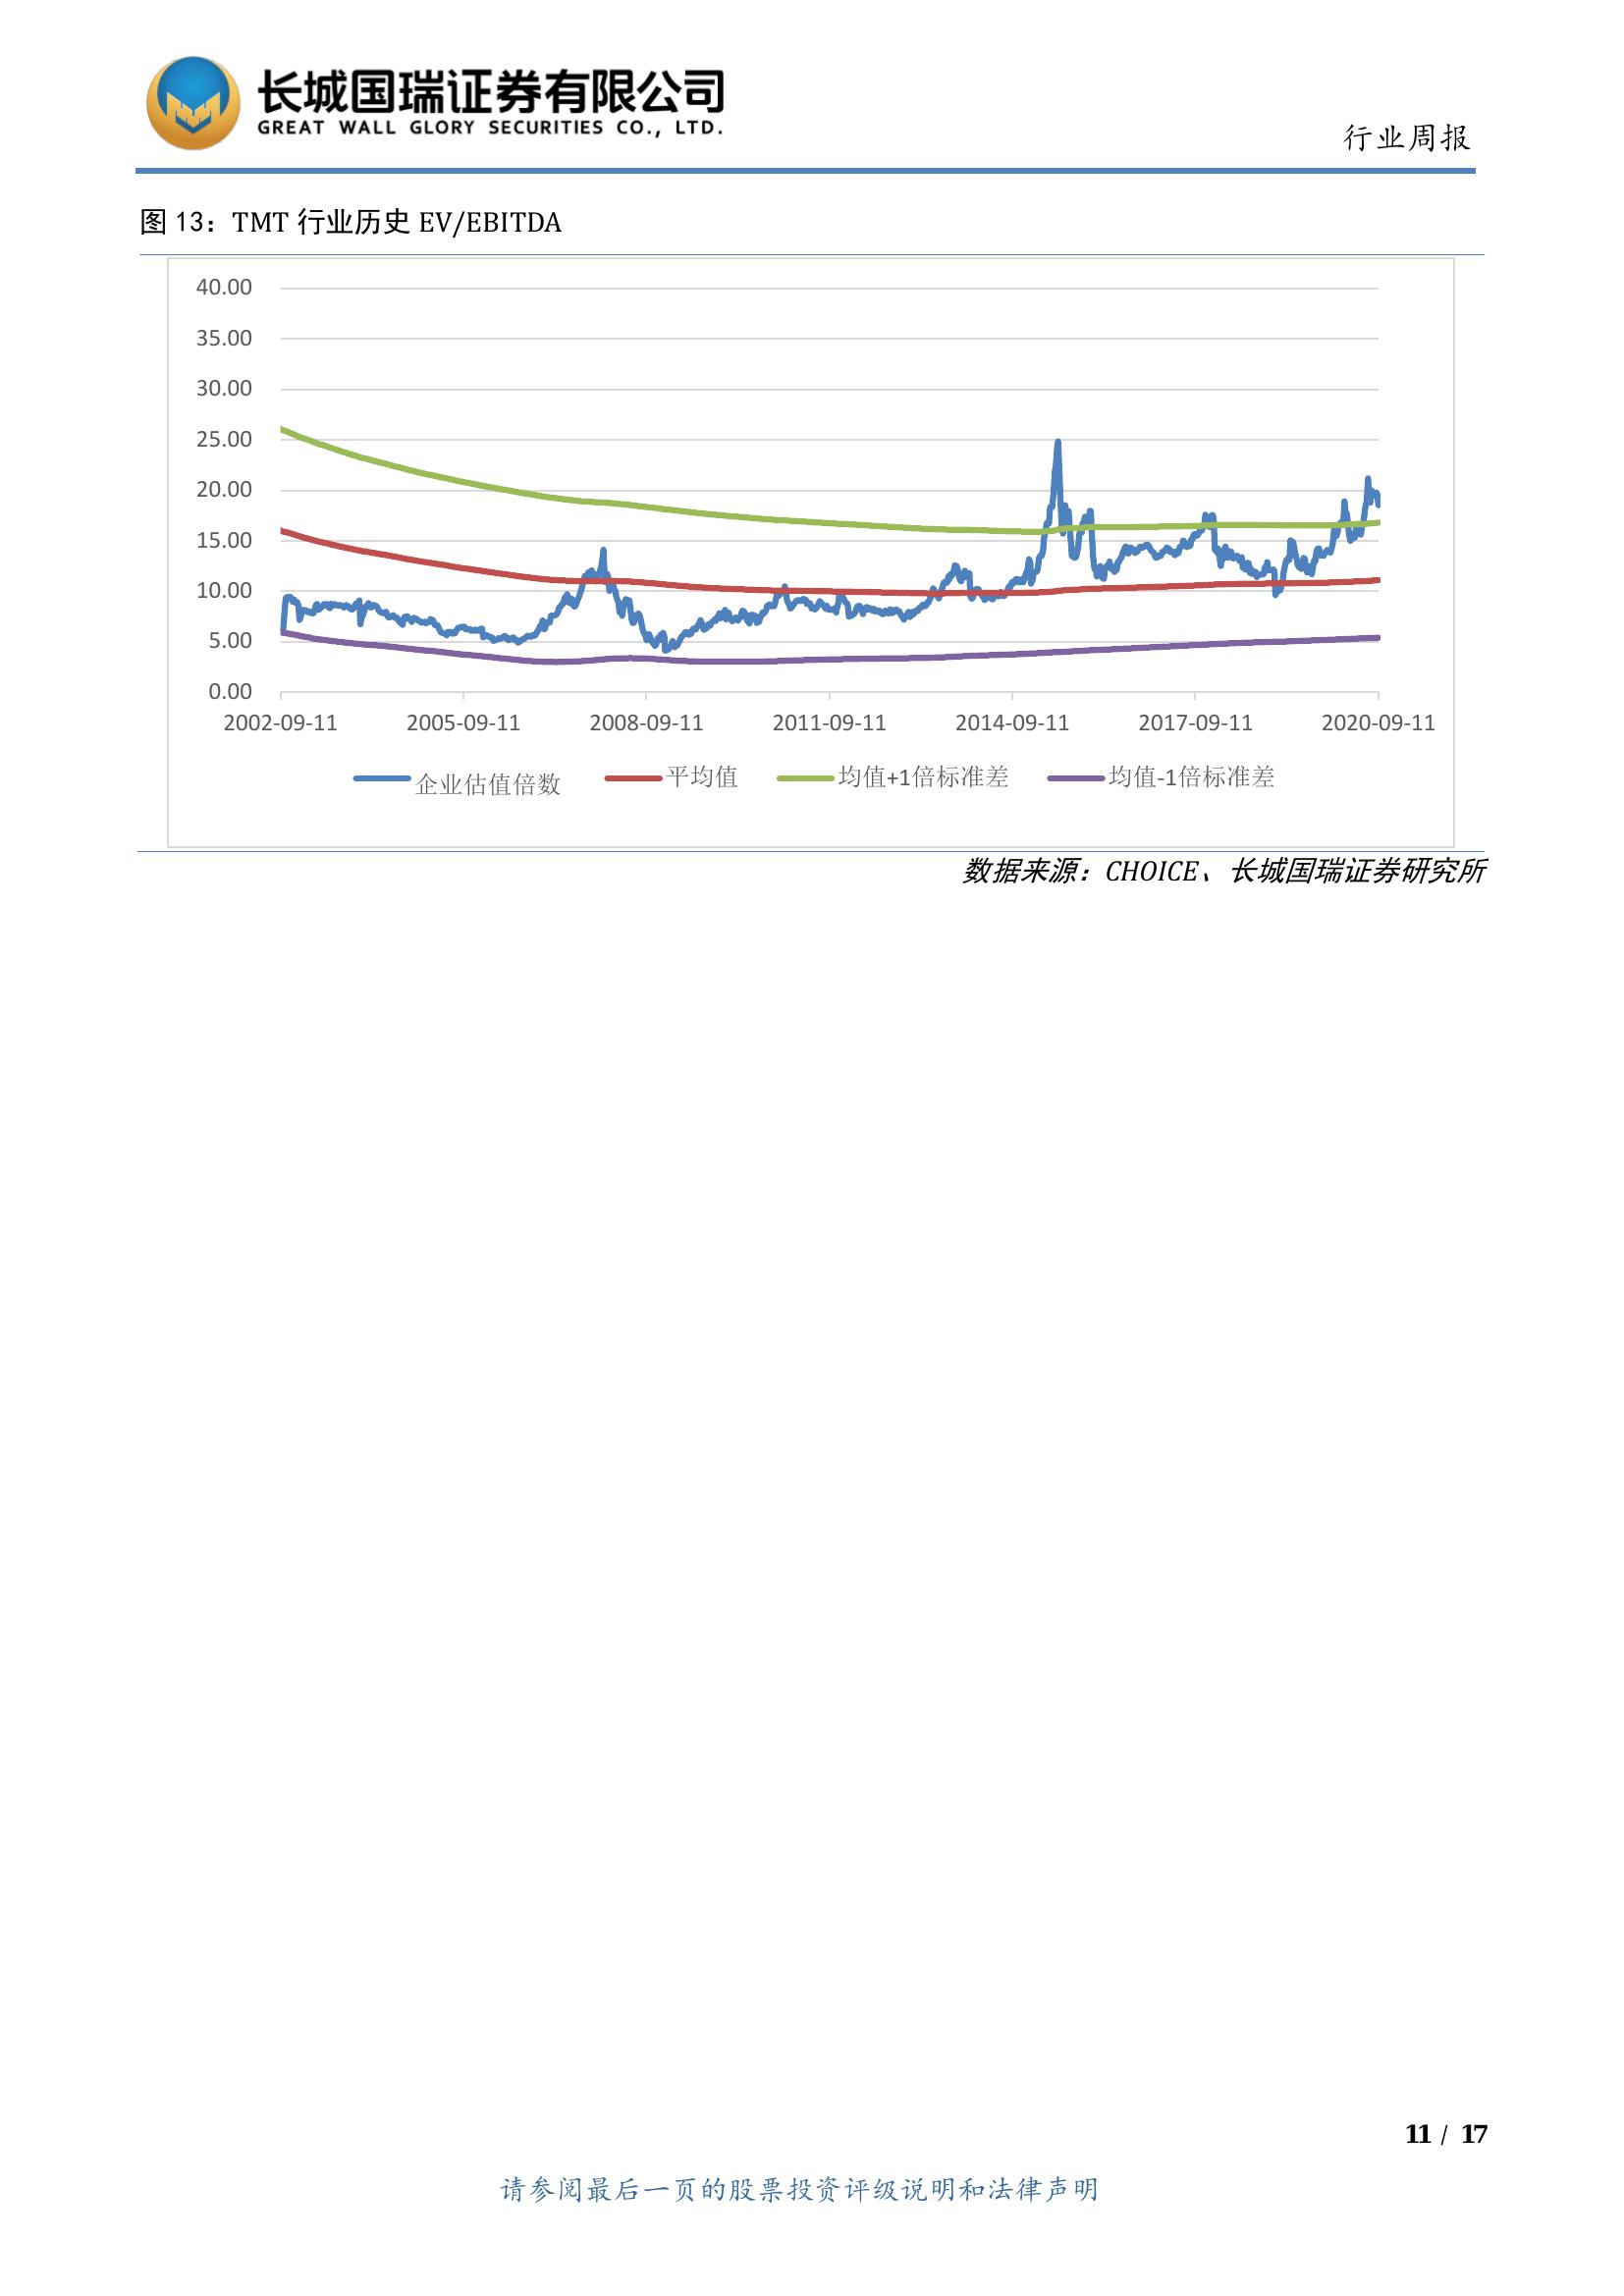 长城国瑞证券有限公司
GREAT WALL GLORY SECURITIES CO., LTD.
行业周报
图 13：TMT 行业历史 EV/EBITDA
40.00
35.00
30.00
25.00
20.00
15.00
10.00
5.00
0.00
2002-09-11 2005-09-11 2008-09-11 2011-09-11 2014-09-11 2017-09-11 2020-09-11
企业估值倍数 平均值 均值+1倍标准差 均值-1倍标准差
数据来源：CHOICE、长城国瑞证券研究所
11 / 17
请参阅最后一页的股票投资评级说明和法律声明